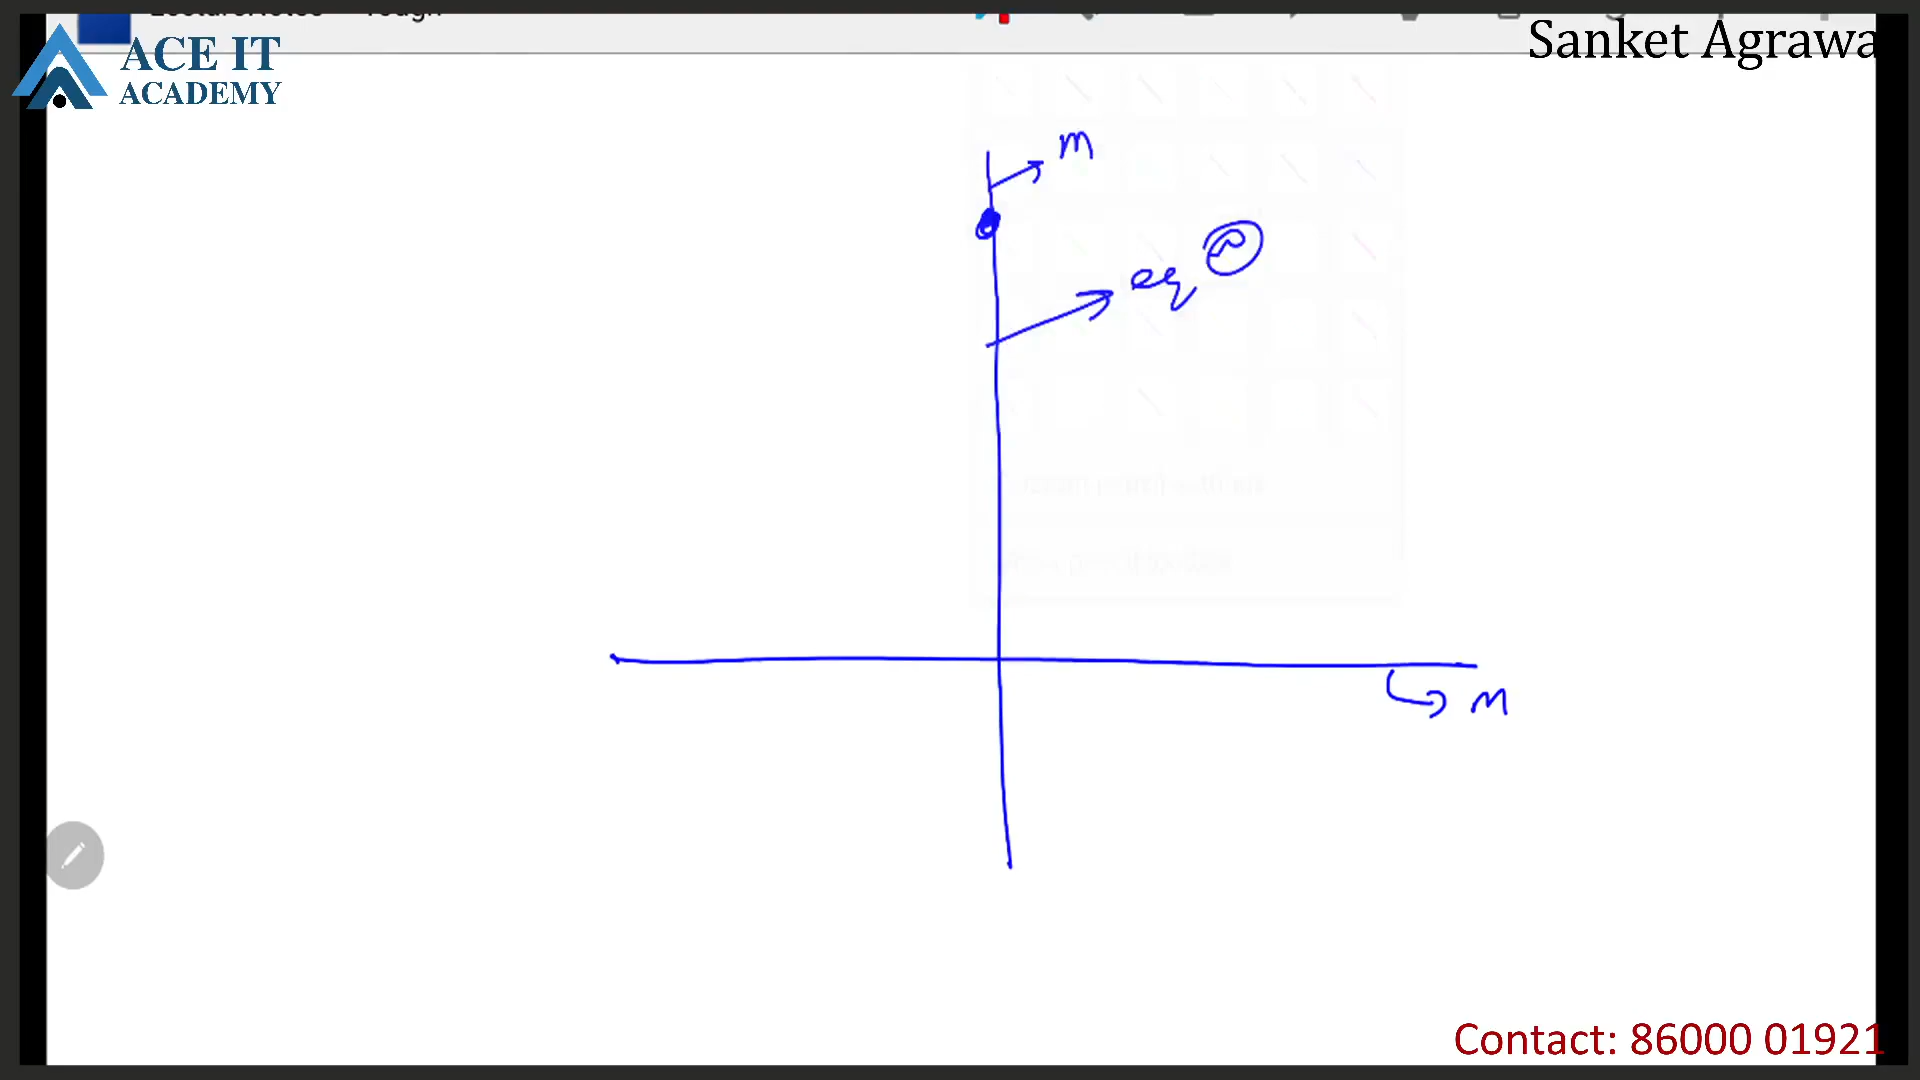 ACE IT
ACADEMY
Sanket Agrawa
m
eq
m
Contact: 86000 01921